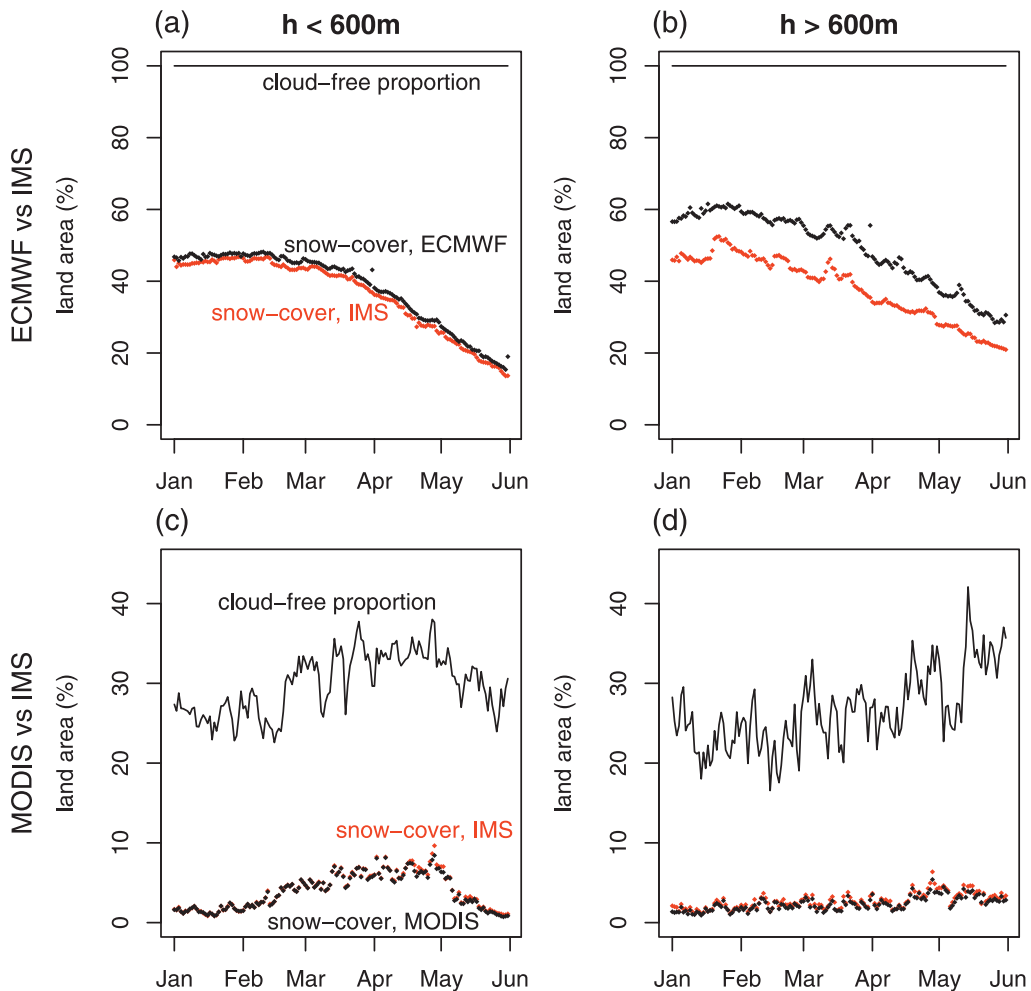 (a) h < 600m
(b) h > 600m
ECMWF vs IMS
land area (%)
100
80
60
40
20
0
cloud−free proportion
snow−cover, ECMWF
snow−cover, IMS
Jan Feb Mar Apr May Jun
land area (%)
100
80
60
40
20
0
cloud−free proportion
Jan Feb Mar Apr May Jun
(c)
(d)
MODIS vs IMS
land area (%)
40
30
20
10
0
cloud−free proportion
snow−cover, IMS
snow−cover, MODIS
Jan Feb Mar Apr May Jun
land area (%)
40
30
20
10
0
Jan Feb Mar Apr May Jun